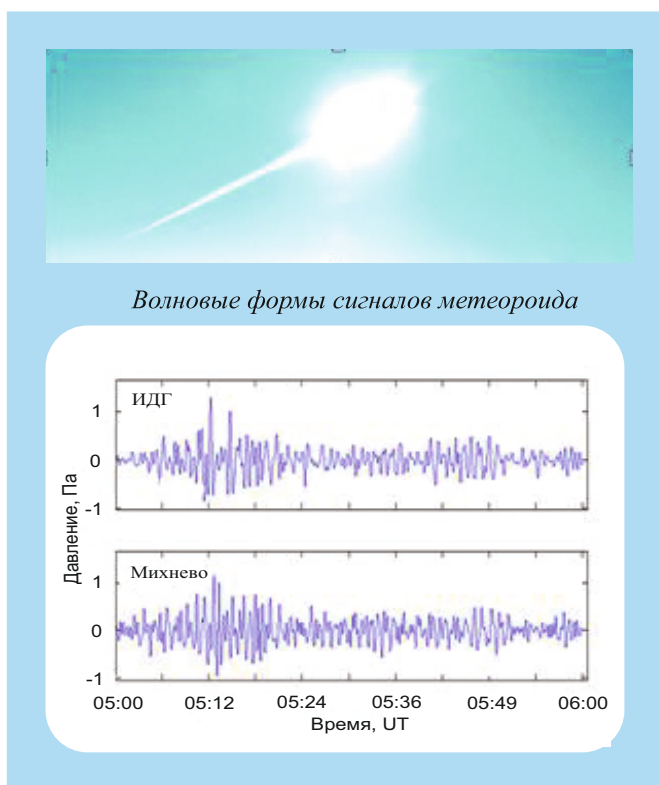 Волновые формы сигналов метеороида
ИДГ
1
0
-1
Давление, Па
Михнево
1
0
-1
05:00 05:12 05:24 05:36 05:49 06:00
Время, UT